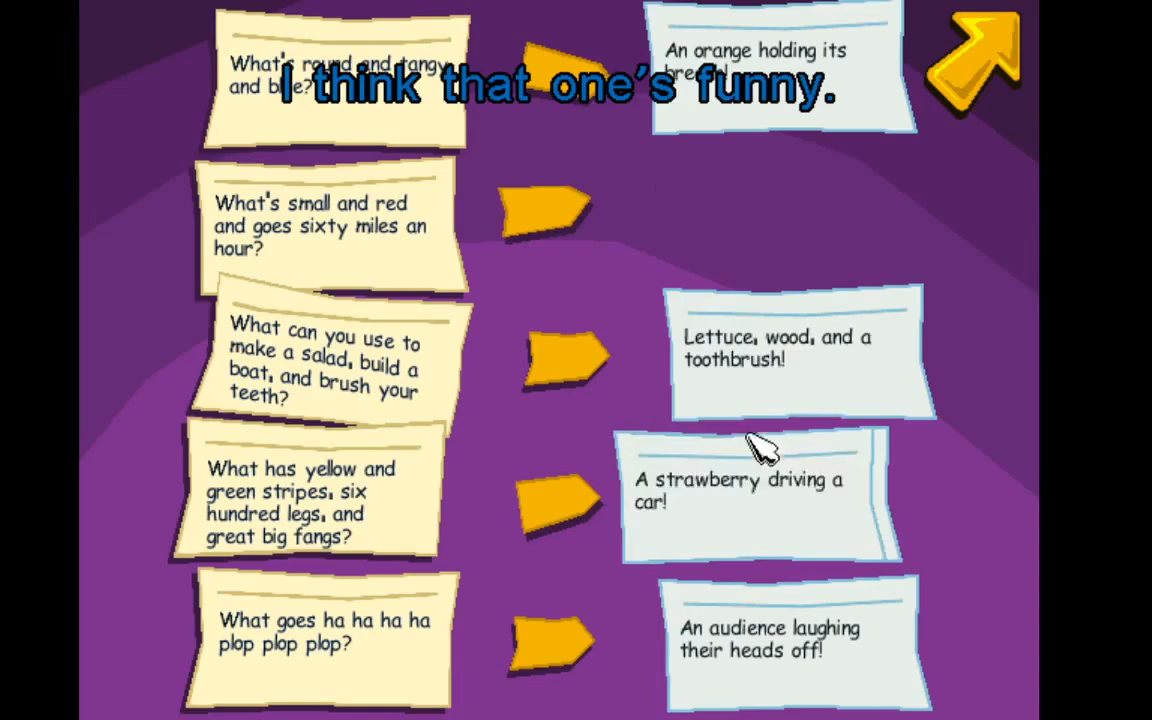 What's round and tangy
and blue?
I think that one's funny.
An orange holding its
breath!
What's small and red
and goes sixty miles an
hour?
What can you use to
make a salad, build a
boat, and brush your
teeth?
Lettuce, wood, and a
toothbrush!
What has yellow and
green stripes, six
hundred legs, and
great big fangs?
A strawberry driving a
car!
What goes ha ha ha ha
plop plop plop?
An audience laughing
their heads off!